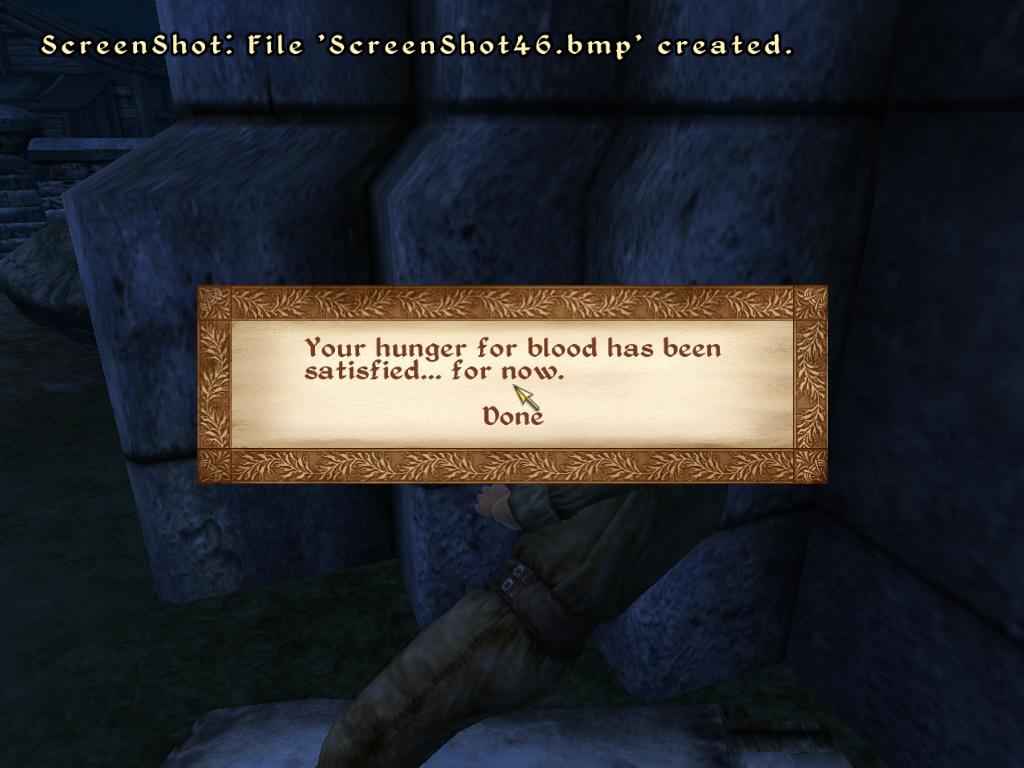 ScreenShot: File 'ScreenShot46.bmp' created.
Your hunger for blood has been
satisfied... for now.
Done